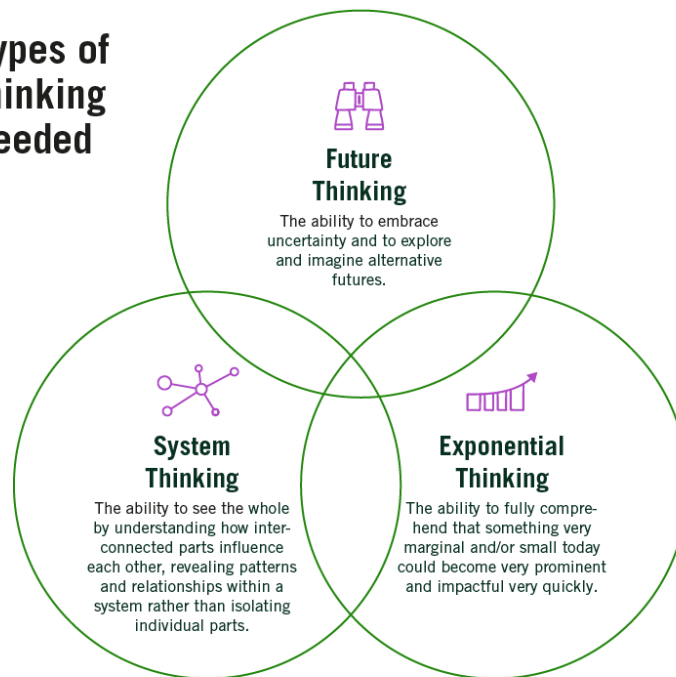 ypes of
inking
eeded
Future
Thinking
The ability to embrace
uncertainty and to explore
and imagine alternative
futures.
System
Thinking
The ability to see the whole
by understanding how inter-
connected parts influence
each other, revealing patterns
and relationships within a
system rather than isolating
individual parts.
Exponential
Thinking
The ability to fully compre-
hend that something very
marginal and/or small today
could become very prominent
and impactful very quickly.